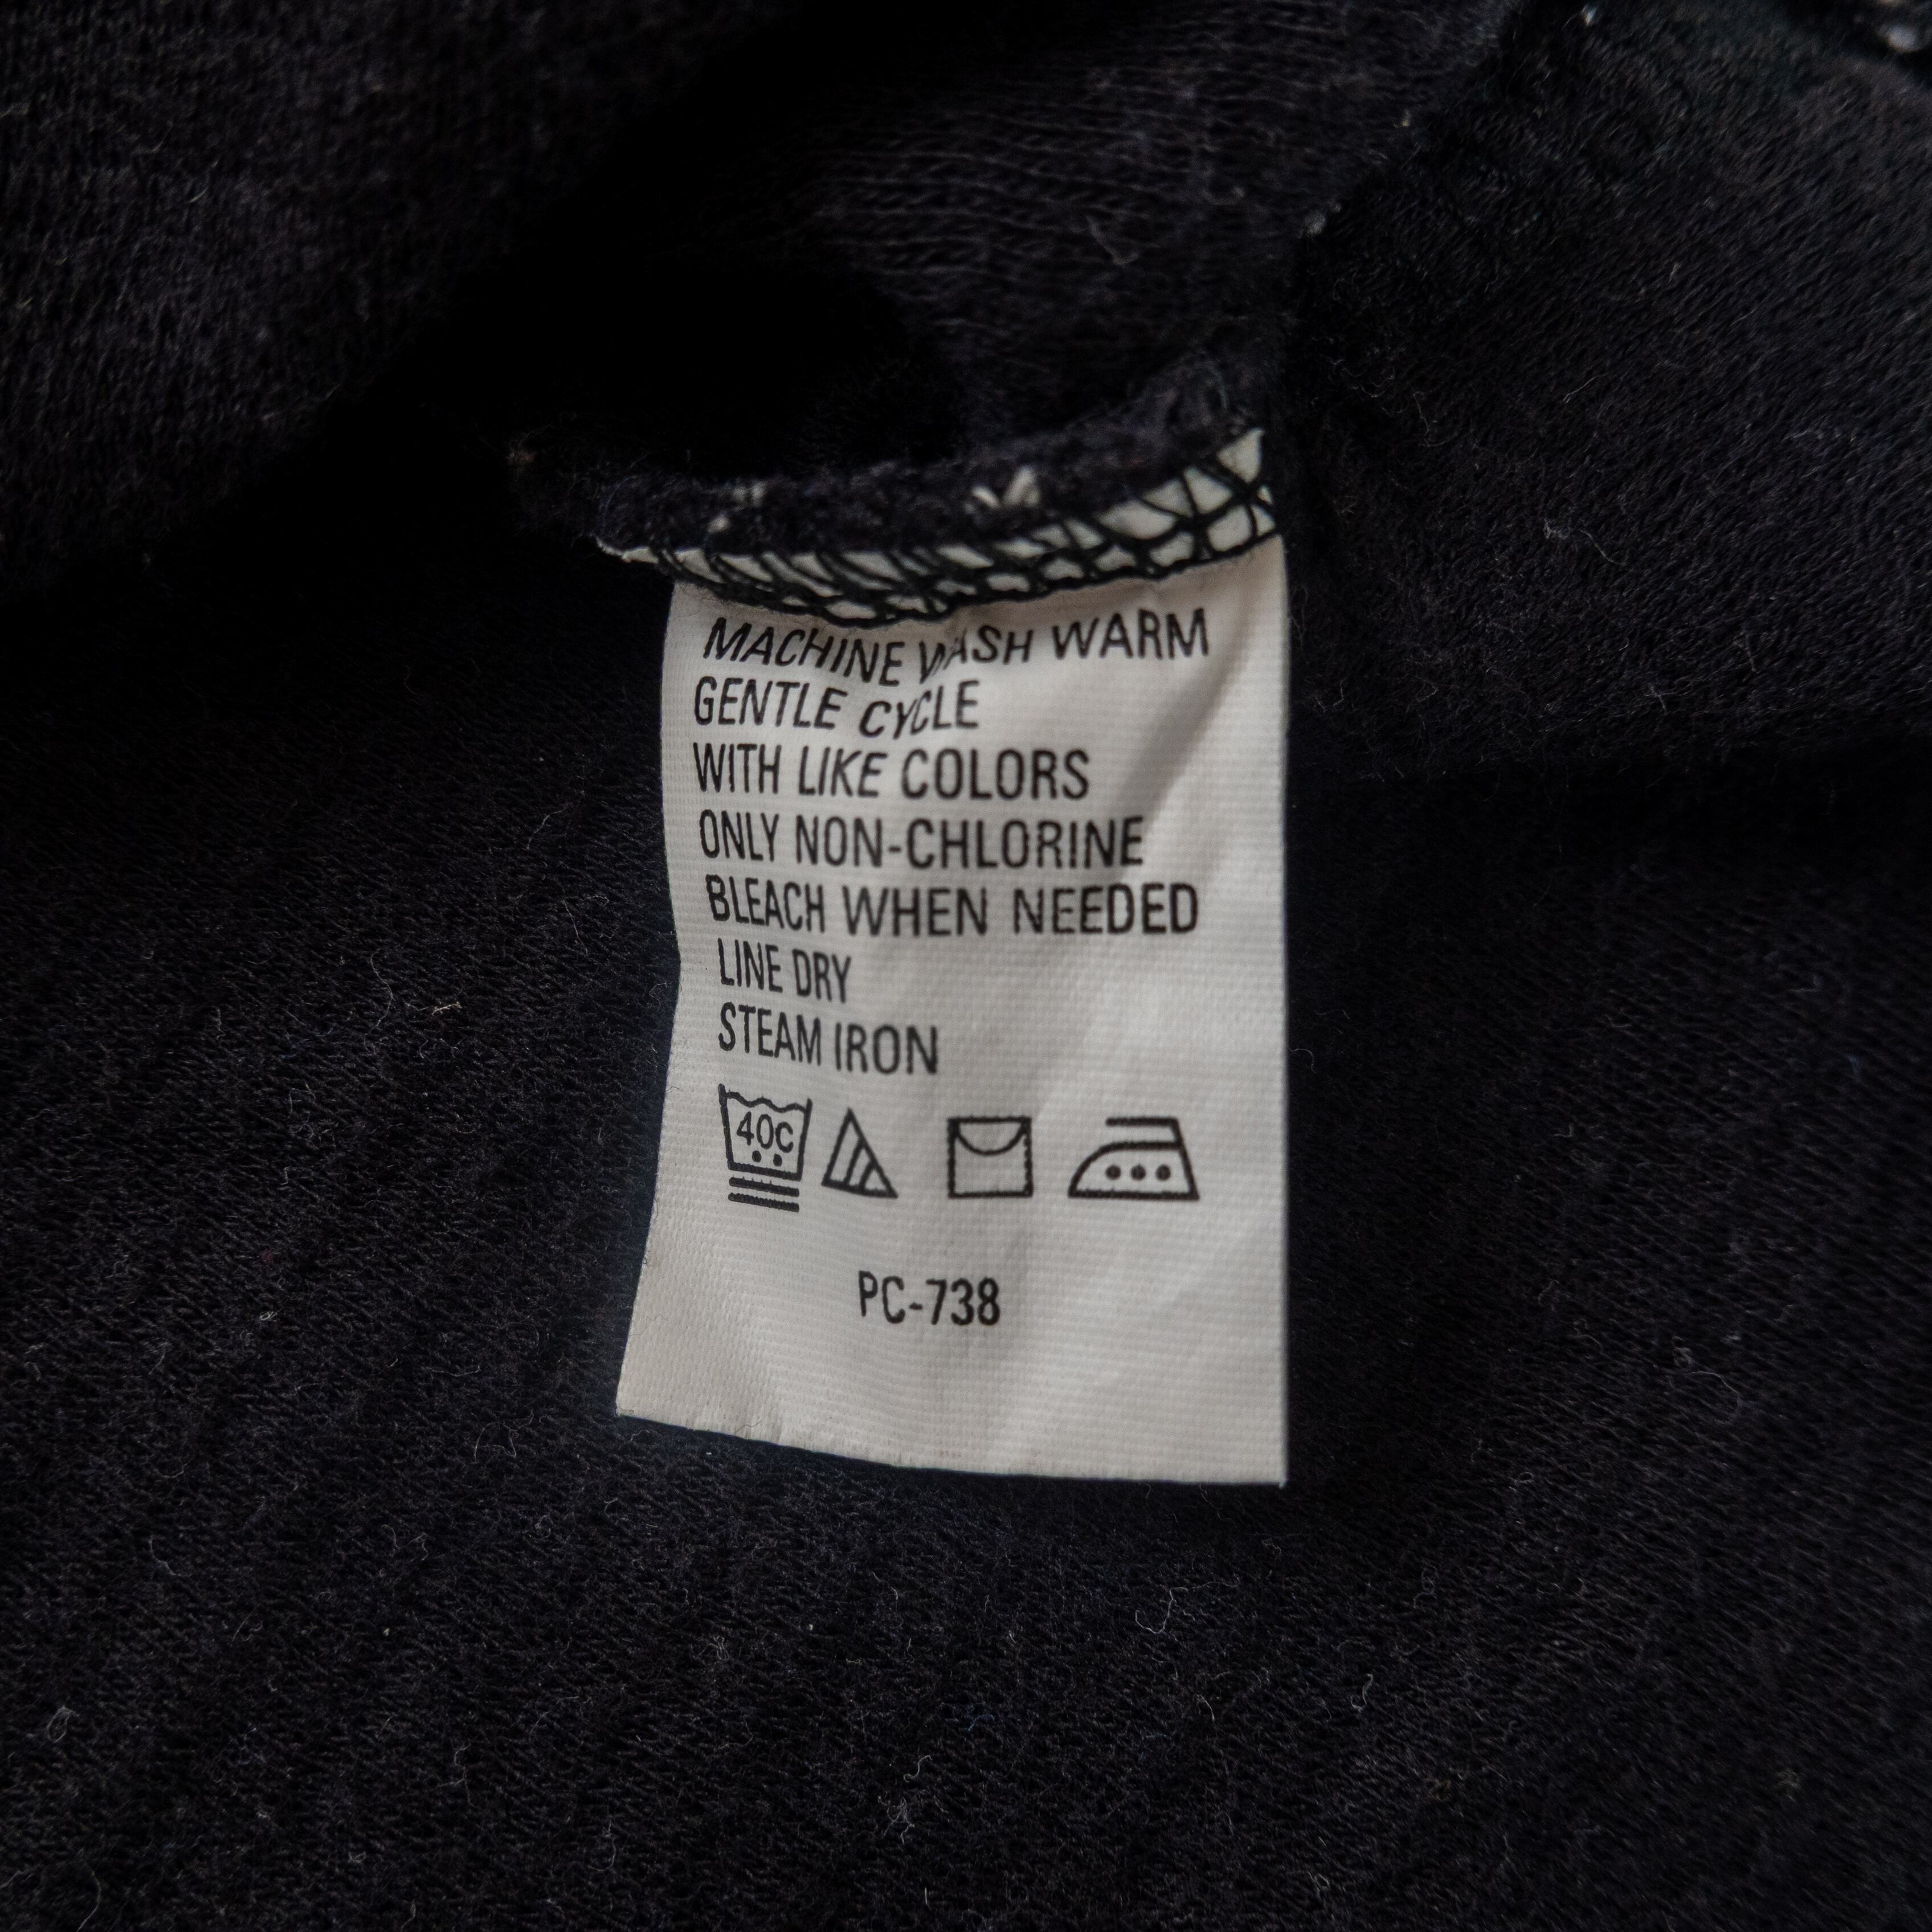 MACHINE WASH WARM
GENTLE CYCLE
WITH LIKE COLORS
ONLY NON-CHLORINE
BLEACH WHEN NEEDED
LINE DRY
STEAM IRON
40C
PC-738